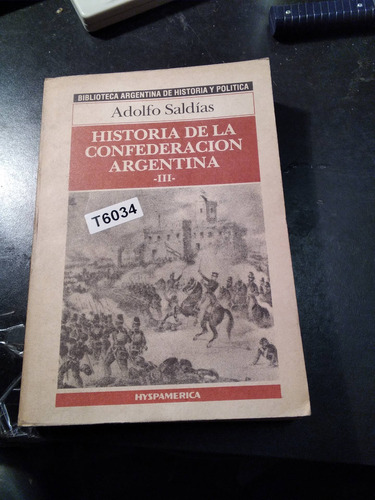 BIBLIOTECA ARGENTINA DE HISTORIA Y POLITICA
Adolfo Saldías
HISTORIA DE LA
CONFEDERACION
ARGENTINA
-III-
T6034
HYSPAMERICA